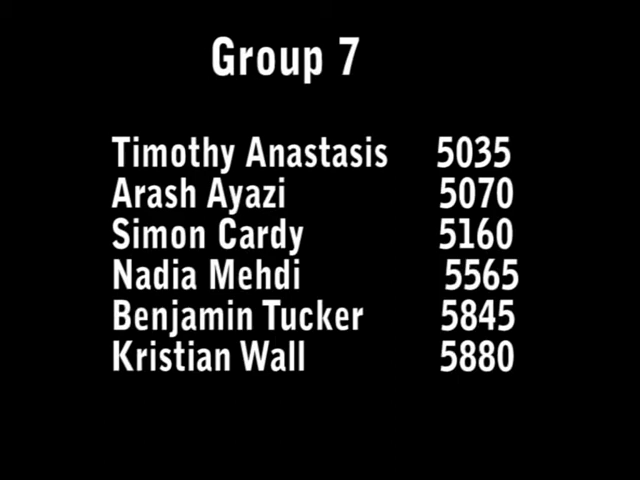 Group 7
Timothy Anastasis 5035
Arash Ayazi 5070
Simon Cardy 5160
Nadia Mehdi 5565
Benjamin Tucker 5845
Kristian Wall 5880